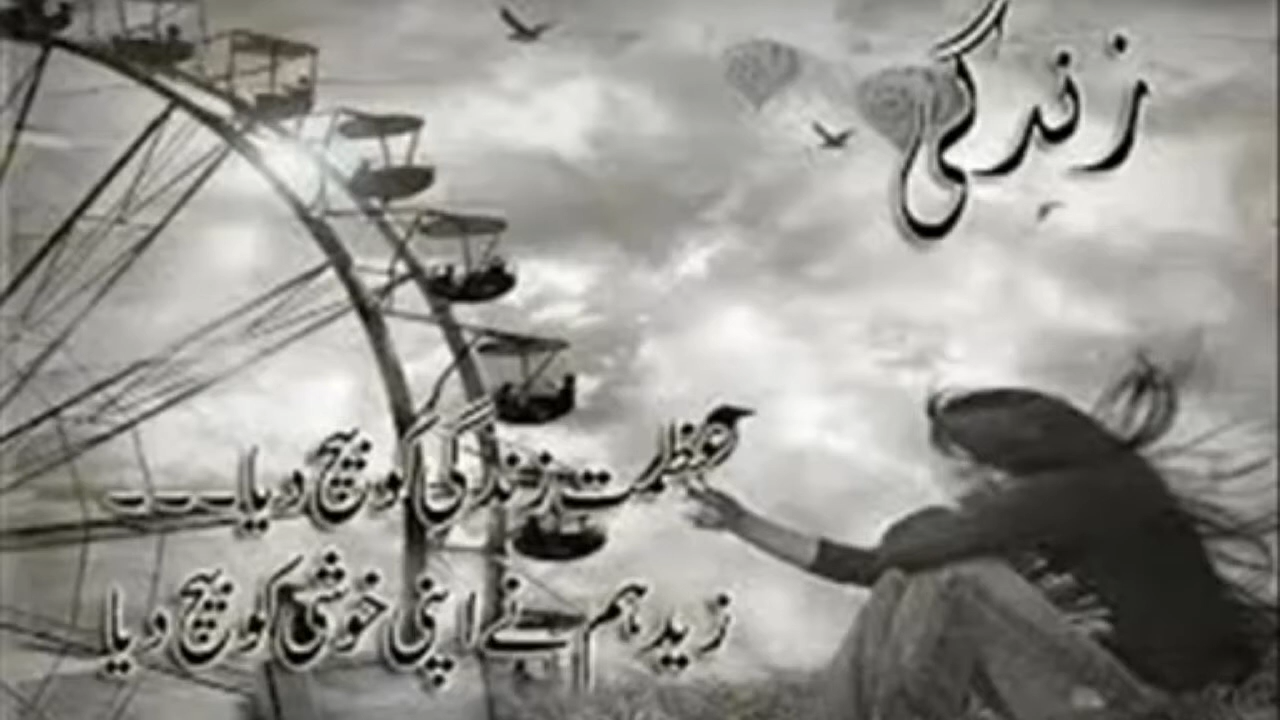 زندگی
عظمت زندگی کو بیچ دیا۔۔۔
زید ہم نے اپنی خوشی کو بیچ دیا